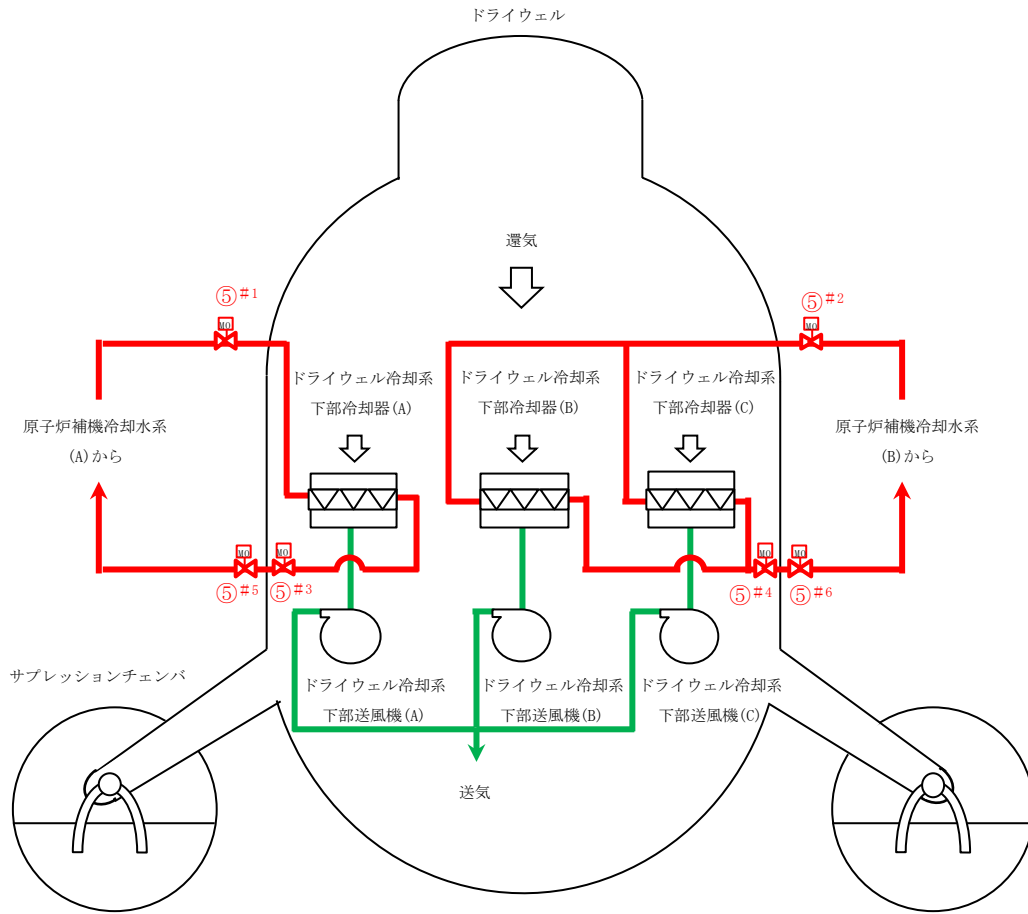 ドライウェル
還気
⑤#1
⑤#2
MO
MO
ドライウェル冷却系
下部冷却器(A)
ドライウェル冷却系
下部冷却器(B)
ドライウェル冷却系
下部冷却器(C)
原子炉補機冷却水系
(A)から
原子炉補機冷却水系
(B)から
MO
MO
MO
MO
⑤#5
⑤#3
⑤#4
⑤#6
サプレッションチェンバ
ドライウェル冷却系
下部送風機(A)
ドライウェル冷却系
下部送風機(B)
ドライウェル冷却系
下部送風機(C)
送気